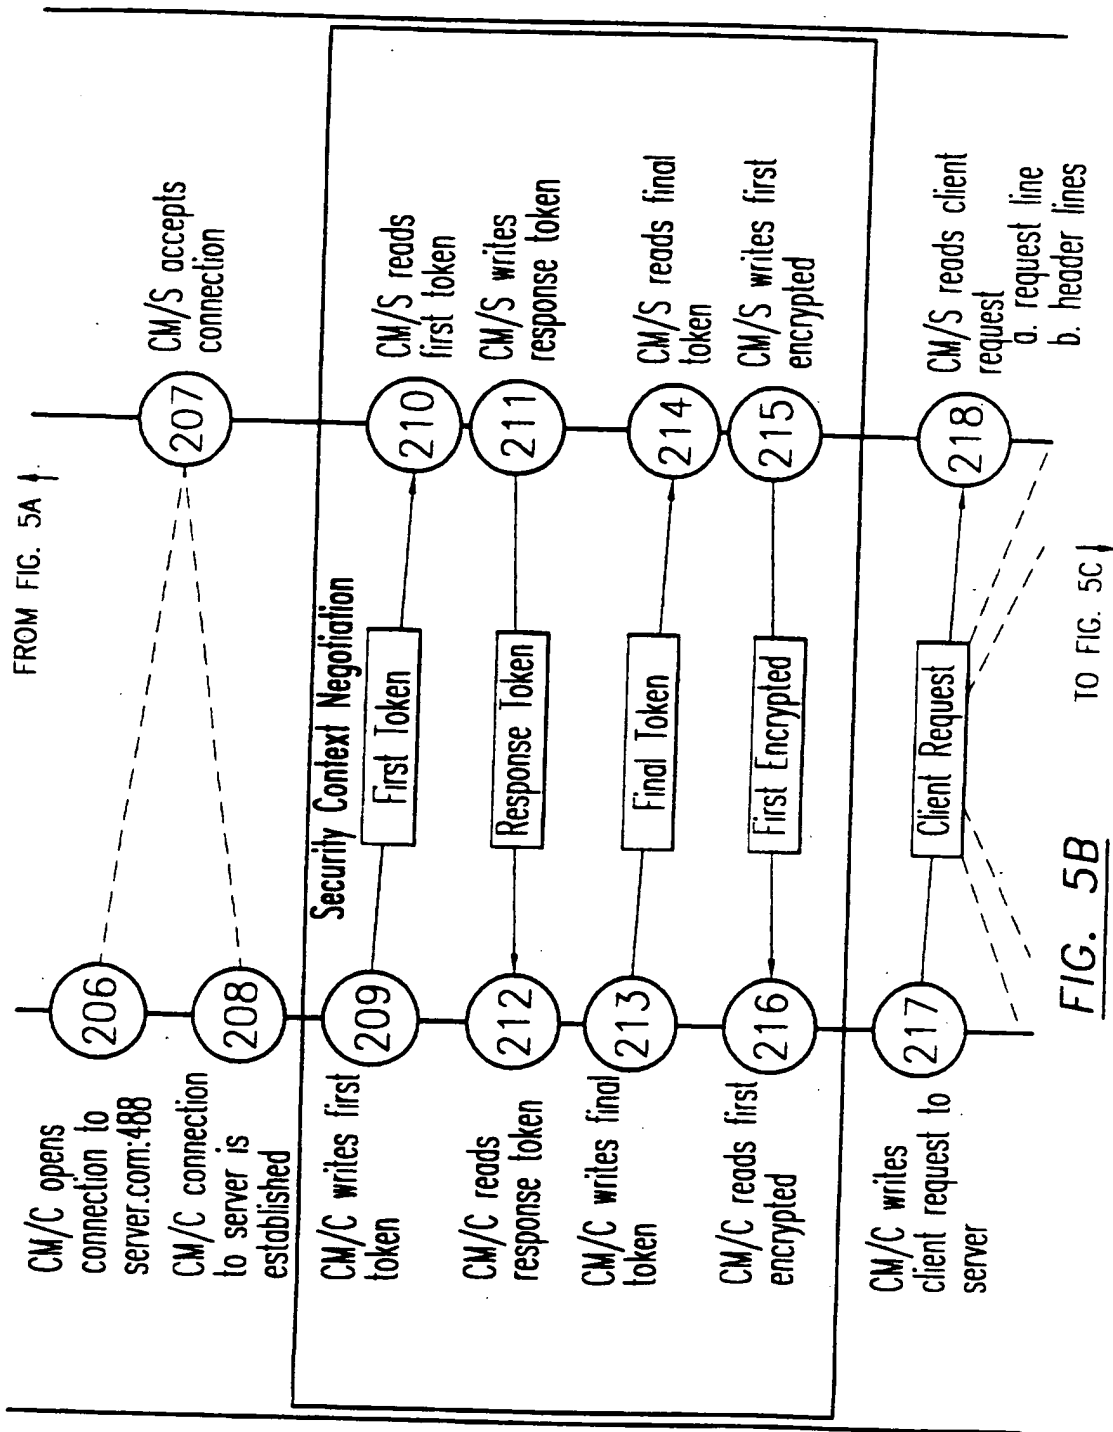 FROM FIG. 5A
206
CM/C opens
connection to
server.com:488
207
CM/S accepts
connection
208
CM/C connection
to server is
established
Security Context Negotiation
209
CM/C writes first
token
First Token
210
CM/S reads
first token
211
CM/S writes
response token
Response Token
212
CM/C reads
response token
213
CM/C writes final
token
Final Token
214
CM/S reads final
token
215
CM/S writes first
encrypted
First Encrypted
216
CM/C reads first
encrypted
217
CM/C writes
client request to
server
Client Request
218
CM/S reads client
request
a. request line
b. header lines
TO FIG. 5C
FIG. 5B